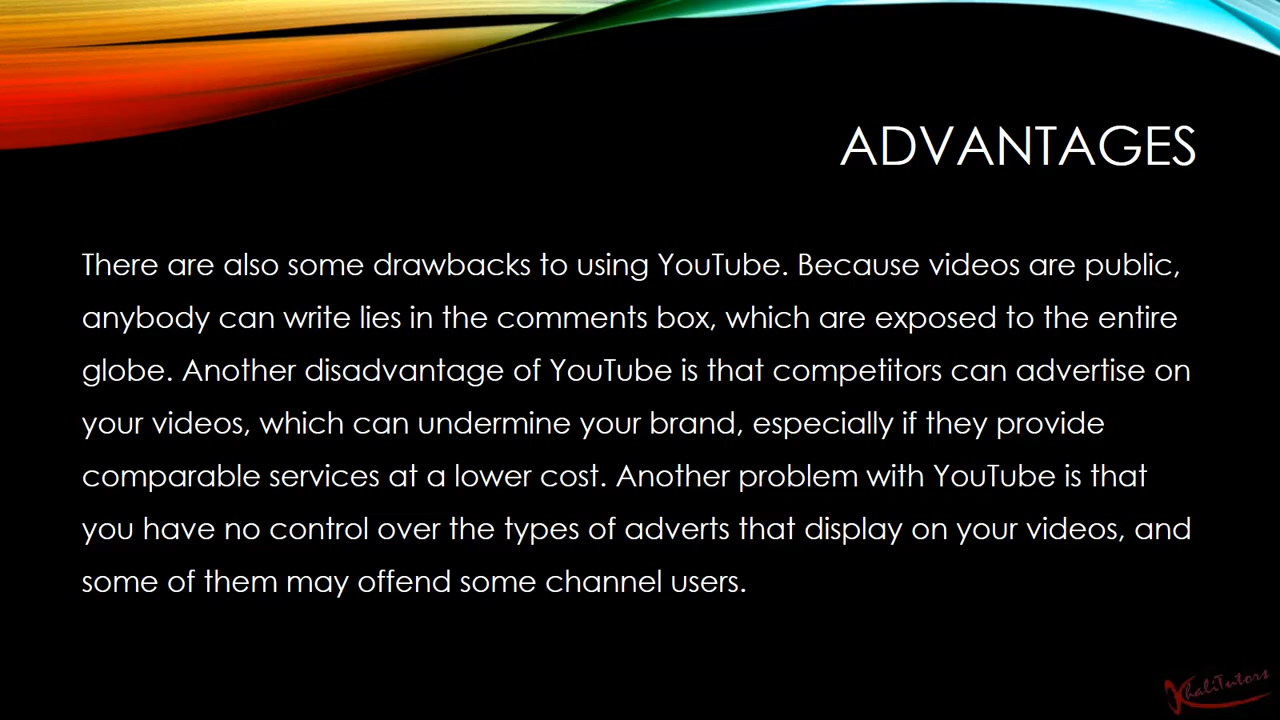 ADVANTAGES
There are also some drawbacks to using YouTube. Because videos are public,
anybody can write lies in the comments box, which are exposed to the entire
globe. Another disadvantage of YouTube is that competitors can advertise on
your videos, which can undermine your brand, especially if they provide
comparable services at a lower cost. Another problem with YouTube is that
you have no control over the types of adverts that display on your videos, and
some of them may offend some channel users.
KhaliTutors